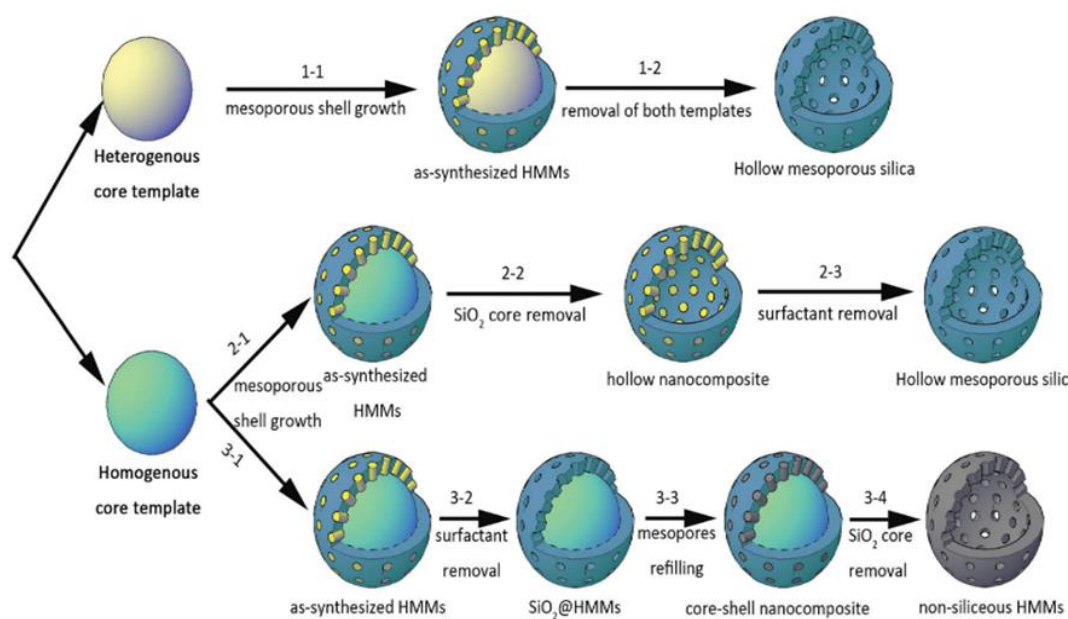 1-1
mesoporous shell growth
1-2
removal of both templates
Heterogenous
core template
as-synthesized HMMs
Hollow mesoporous silica
2-1
mesoporous
shell growth
3-1
Homogenous
core template
as-synthesized
HMMs
2-2
SiO₂ core removal
hollow nanocomposite
2-3
surfactant removal
Hollow mesoporous silic
as-synthesized HMMs
3-2
surfactant
removal
SiO₂@HMMs
3-3
mesopores
refilling
core-shell nanocomposite
3-4
SiO₂ core
removal
non-siliceous HMMs